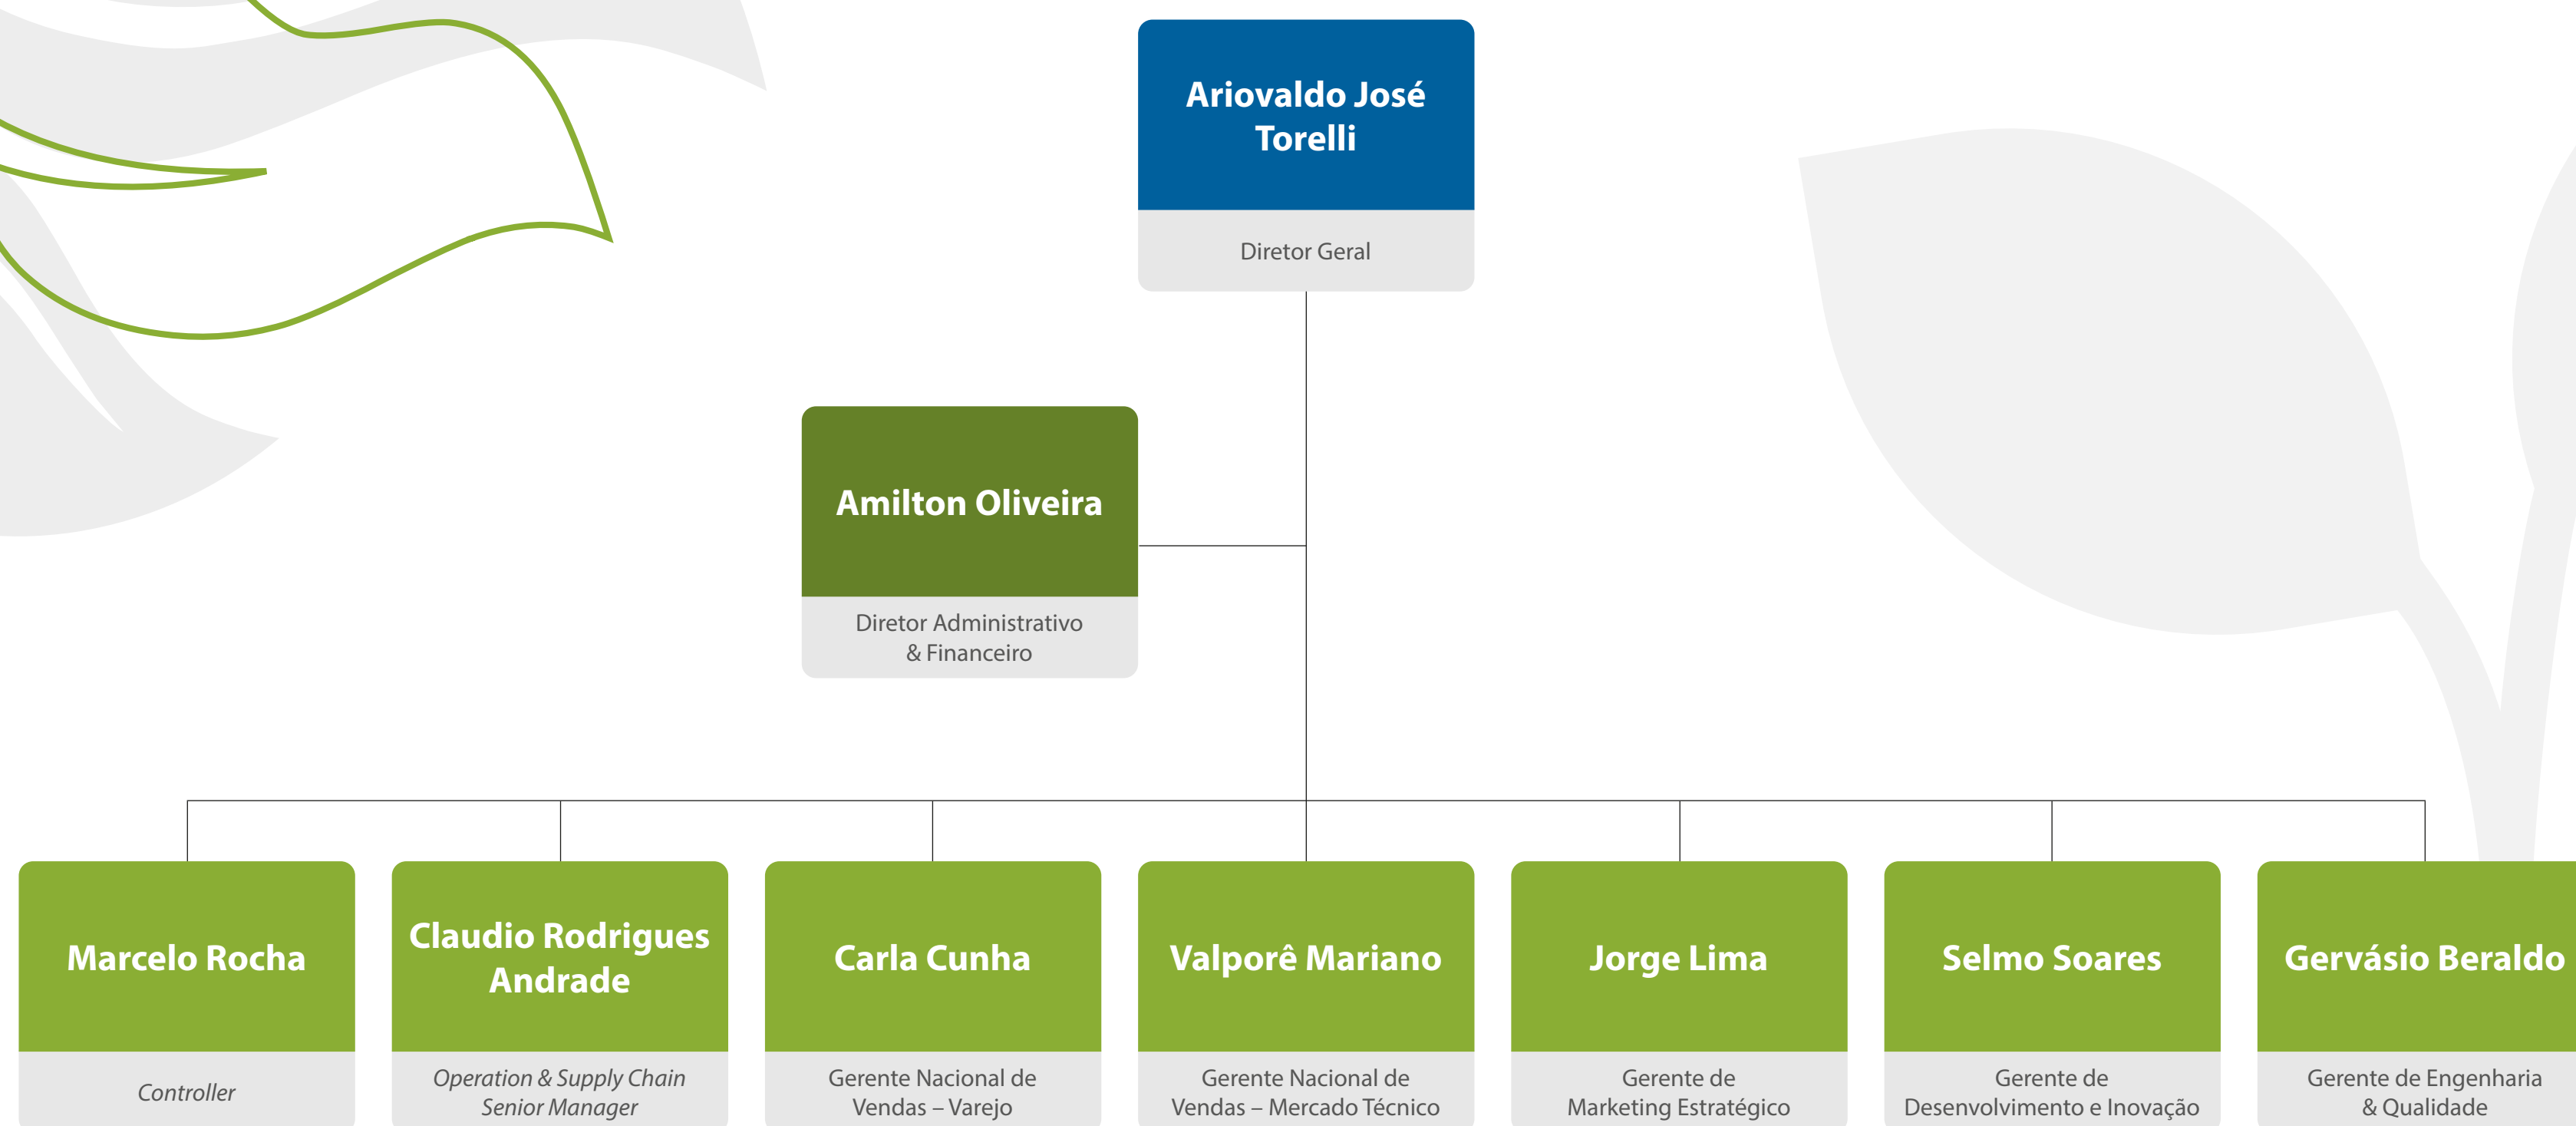 Ariovaldo José
Torelli
Diretor Geral
Amilton Oliveira
Diretor Administrativo
& Financeiro
Marcelo Rocha
Controller
Claudio Rodrigues
Andrade
Operation & Supply Chain
Senior Manager
Carla Cunha
Gerente Nacional de
Vendas – Varejo
Valporê Mariano
Gerente Nacional de
Vendas – Mercado Técnico
Jorge Lima
Gerente de
Marketing Estratégico
Selmo Soares
Gerente de
Desenvolvimento e Inovação
Gervásio Beraldo
Gerente de Engenharia
& Qualidade